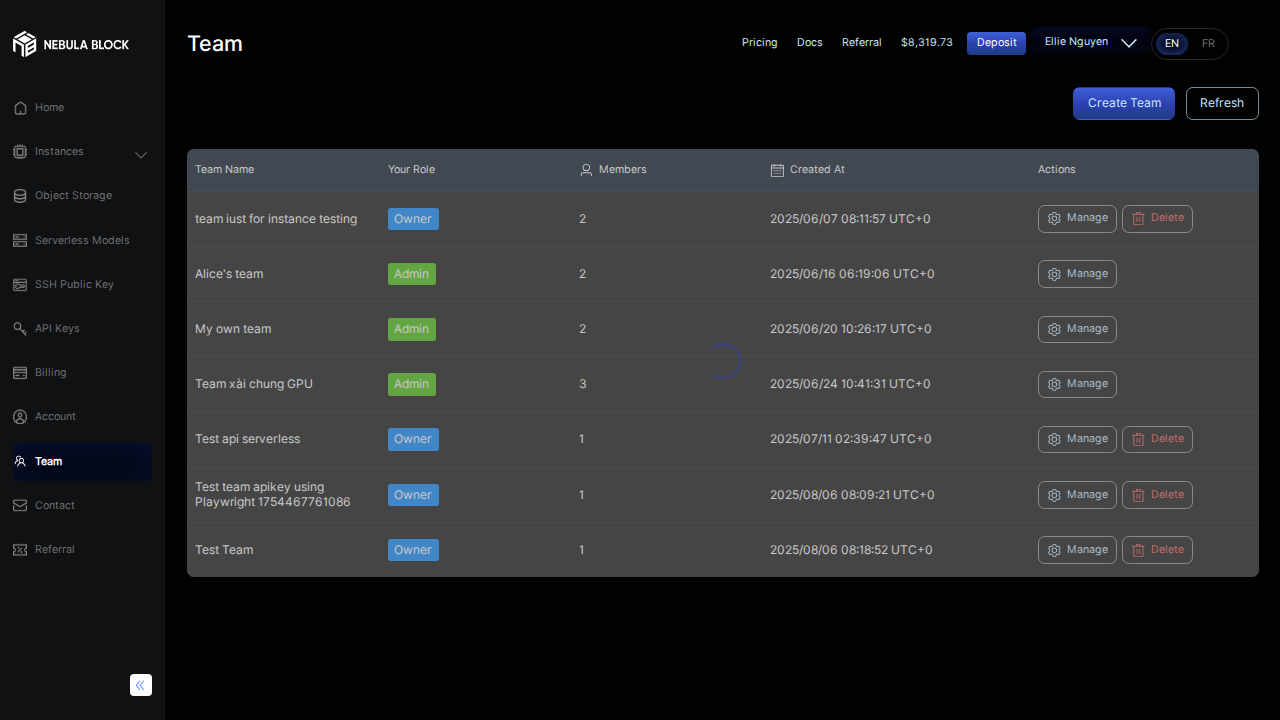 NEBULA BLOCK
Team
Pricing
Docs
Referral
$8,319.73
Deposit
Ellie Nguyen
EN
FR
Home
Instances
Object Storage
Serverless Models
SSH Public Key
API Keys
Billing
Account
Team
Contact
Referral
Create Team
Refresh
Team Name Your Role Members Created At Actions
team iust for instance testing Owner 2 2025/06/07 08:11:57 UTC+0 Manage Delete
Alice's team Admin 2 2025/06/16 06:19:06 UTC+0 Manage
My own team Admin 2 2025/06/20 10:26:17 UTC+0 Manage
Team xài chung GPU Admin 3 2025/06/24 10:41:31 UTC+0 Manage
Test api serverless Owner 1 2025/07/11 02:39:47 UTC+0 Manage Delete
Test team apikey using
Playwright 1754467761086 Owner 1 2025/08/06 08:09:21 UTC+0 Manage Delete
Test Team Owner 1 2025/08/06 08:18:52 UTC+0 Manage Delete